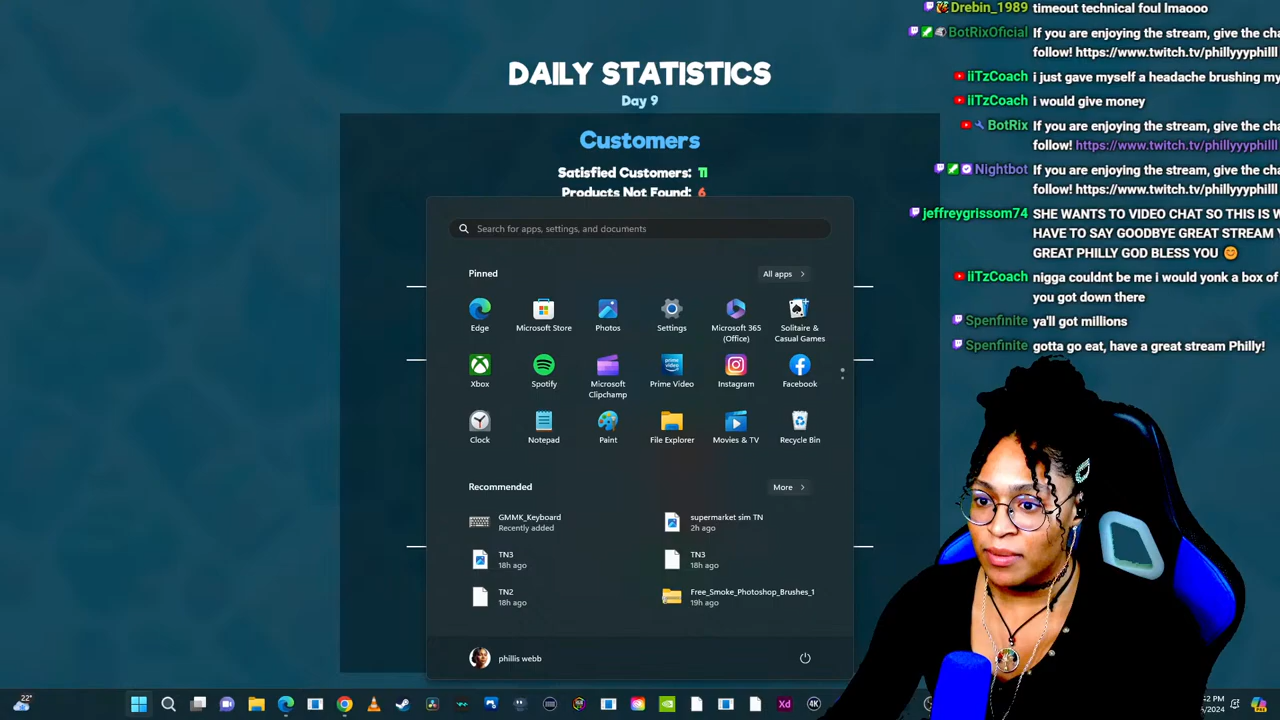 DAILY STATISTICS
Day 9
Customers
Satisfied Customers: 11
Products Not Found: 6
Search for apps, settings, and documents
Pinned
All apps
Edge
Microsoft Store
Photos
Settings
Microsoft 365
(Office)
Solitaire &
Casual Games
Xbox
Spotify
Microsoft
Clipchamp
Prime Video
Instagram
Facebook
Clock
Notepad
Paint
File Explorer
Movies & TV
Recycle Bin
Recommended
More
GMMK_Keyboard
Recently added
supermarket sim TN
2h ago
TN3
18h ago
TN3
18h ago
TN2
18h ago
Free_Smoke_Photoshop_Brushes_1
19h ago
phillis webb
Drebin_1989 timeout technical foul lmaooo
BotRixOficial If you are enjoying the stream, give the cha
follow! https://www.twitch.tv/phillyyyphilll
iiTzCoach i just gave myself a headache brushing my
iiTzCoach i would give money
BotRix If you are enjoying the stream, give the cha
follow! https://www.twitch.tv/phillyyyphilll
Nightbot If you are enjoying the stream, give the cha
follow! https://www.twitch.tv/phillyyyphilll
jeffreygrissom74 SHE WANTS TO VIDEO CHAT SO THIS IS W
HAVE TO SAY GOODBYE GREAT STREAM
GREAT PHILLY GOD BLESS YOU 😊
iiTzCoach nigga couldnt be me i would yonk a box of
you got down there
Spenfinite ya'll got millions
Spenfinite gotta go eat, have a great stream Philly!
22°
Xd
4K
2 PM
/2024